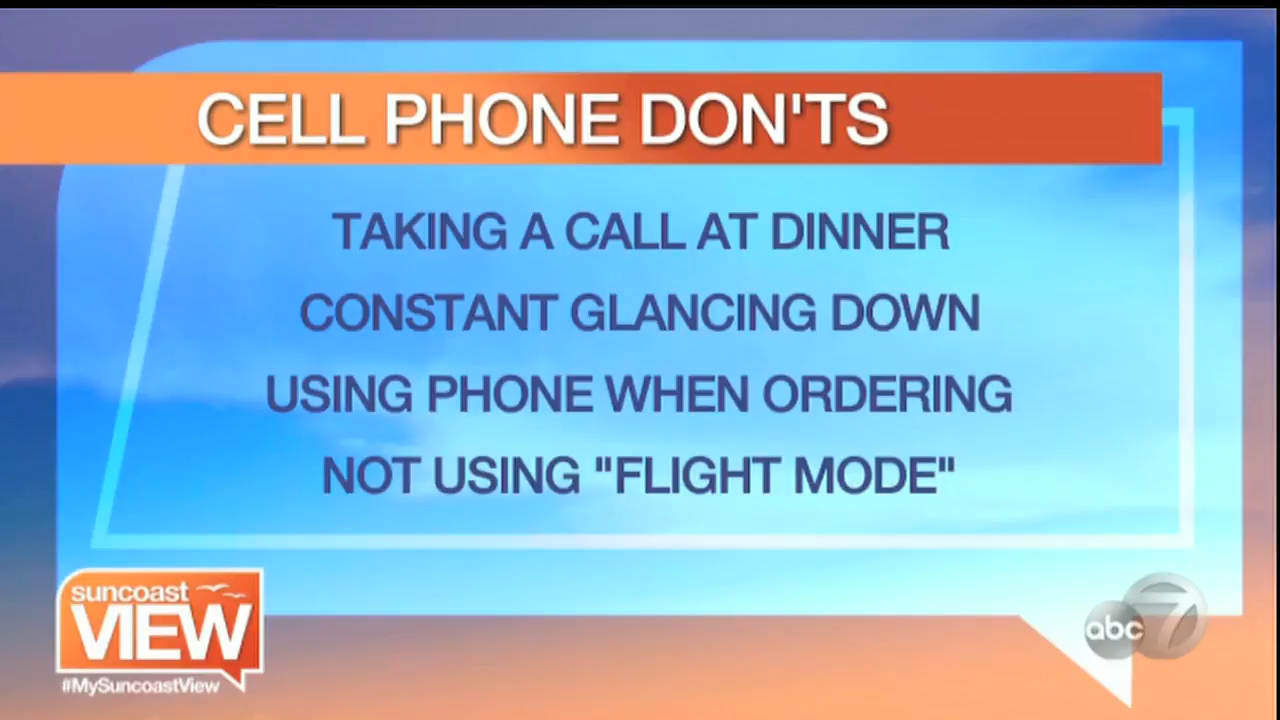 CELL PHONE DON'TS
TAKING A CALL AT DINNER
CONSTANT GLANCING DOWN
USING PHONE WHEN ORDERING
NOT USING "FLIGHT MODE"
suncoast
VIEW
#MySuncoastView
abc 7